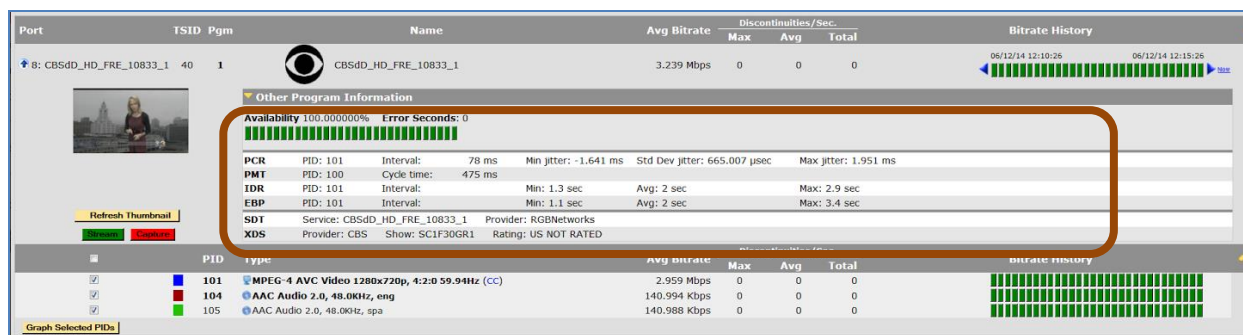 Port TSID Pgm Name Avg Bitrate Discontinuities/Sec. Bitrate History
Max Avg Total
8: CBSdD_HD_FRE_10833_1 40 1 CBSdD_HD_FRE_10833_1 3.239 Mbps 0 0 0 06/12/14 12:10:26 06/12/14 12:15:26 Now
Other Program Information
Availability 100.000000% Error Seconds: 0
PCR PID: 101 Interval: 78 ms Min jitter: -1.641 ms Std Dev jitter: 665.007 µsec Max jitter: 1.951 ms
PMT PID: 100 Cycle time: 475 ms
IDR PID: 101 Interval: Min: 1.3 sec Avg: 2 sec Max: 2.9 sec
EBP PID: 101 Interval: Min: 1.1 sec Avg: 2 sec Max: 3.4 sec
Refresh Thumbnail
SDT Service: CBSdD_HD_FRE_10833_1 Provider: RGBNetworks
Stream Capture
XDS Provider: CBS Show: SC1F30GR1 Rating: US NOT RATED
PID Type Avg Bitrate Discontinuities/Sec. Bitrate History
Max Avg Total
101 MPEG-4 AVC Video 1280x720p, 4:2:0 59.94Hz (CC) 2.959 Mbps 0 0 0
104 AAC Audio 2.0, 48.0KHz, eng 140.994 Kbps 0 0 0
105 AAC Audio 2.0, 48.0KHz, spa 140.988 Kbps 0 0 0
Graph Selected PIDs